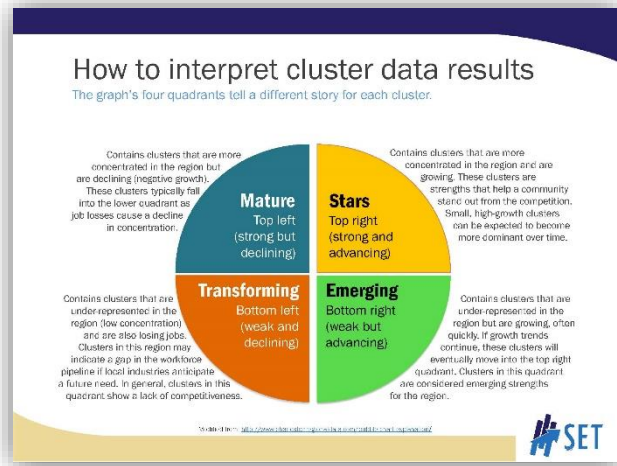 How to interpret cluster data results
The graph's four quadrants tell a different story for each cluster.
Contains clusters that are more
concentrated in the region but
are declining (negative growth).
These clusters typically fall
into the lower quadrant as
job losses cause a decline
in concentration.
Mature
Top left
(strong but
declining)
Stars
Top right
(strong and
advancing)
Contains clusters that are more
concentrated in the region and are
growing. These clusters are
strengths that help a community
stand out from the competition.
Small, high-growth clusters
can be expected to become
more dominant over time.
Contains clusters that are
under-represented in the
region (low concentration)
and are also losing jobs.
Clusters in this region may
indicate a gap in the workforce
pipeline if local industries anticipate
a future need. In general, clusters in this
quadrant show a lack of competitiveness.
Transforming
Bottom left
(weak and
declining)
Emerging
Bottom right
(weak but
advancing)
Contains clusters that are
under-represented in the
region but are growing, often
quickly. If growth trends
continue, these clusters will
eventually move into the top right
quadrant. Clusters in this quadrant
are considered emerging strengths
for the region.
Modified from:
SET